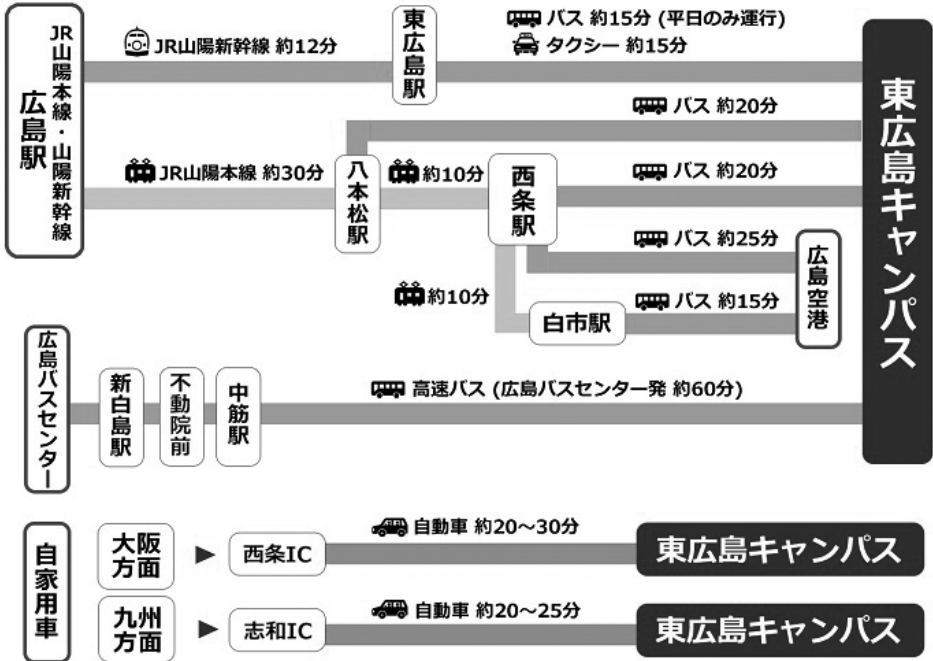 JR山陽本線・山陽新幹線
広島駅
JR山陽新幹線 約12分
東広島駅
バス 約15分 (平日のみ運行)
タクシー 約15分
バス 約20分
JR山陽本線 約30分
八本松駅
約10分
西条駅
バス 約20分
バス 約25分
約10分
白市駅
バス 約15分
広島空港
東広島キャンパス
広島バスセンター
新白島駅
不動院前
中筋駅
高速バス (広島バスセンター発 約60分)
自家用車
大阪
方面
西条IC
自動車 約20～30分
東広島キャンパス
九州
方面
志和IC
自動車 約20～25分
東広島キャンパス